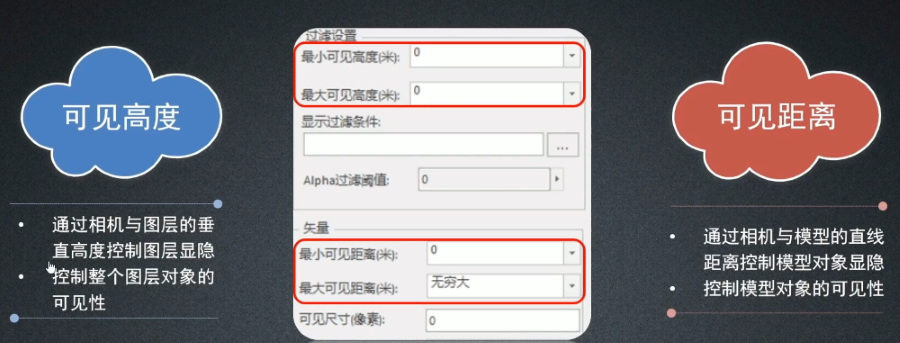 可见高度
• 通过相机与图层的垂
直高度控制图层显隐
• 控制整个图层对象的
可见性
过滤设置
最小可见高度(米): 0
最大可见高度(米): 0
显示过滤条件:
...
Alpha过滤阈值: 0
矢量
最小可见距离(米): 0
最大可见距离(米): 无穷大
可见尺寸(像素): 0
可见距离
• 通过相机与模型的直线
距离控制模型对象显隐
• 控制模型对象的可见性